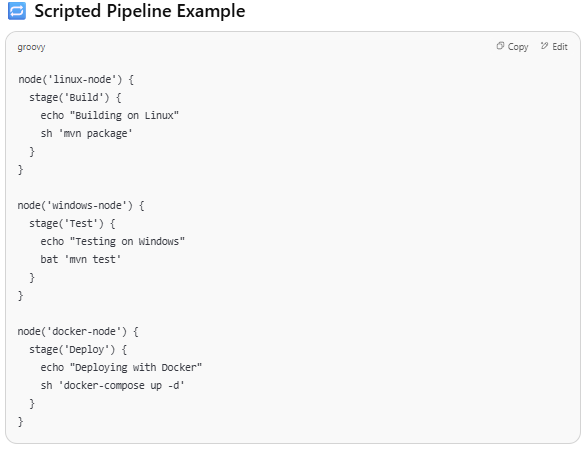 Scripted Pipeline Example
groovy
Copy Edit
node('linux-node') {
  stage('Build') {
    echo "Building on Linux"
    sh 'mvn package'
  }
}

node('windows-node') {
  stage('Test') {
    echo "Testing on Windows"
    bat 'mvn test'
  }
}

node('docker-node') {
  stage('Deploy') {
    echo "Deploying with Docker"
    sh 'docker-compose up -d'
  }
}